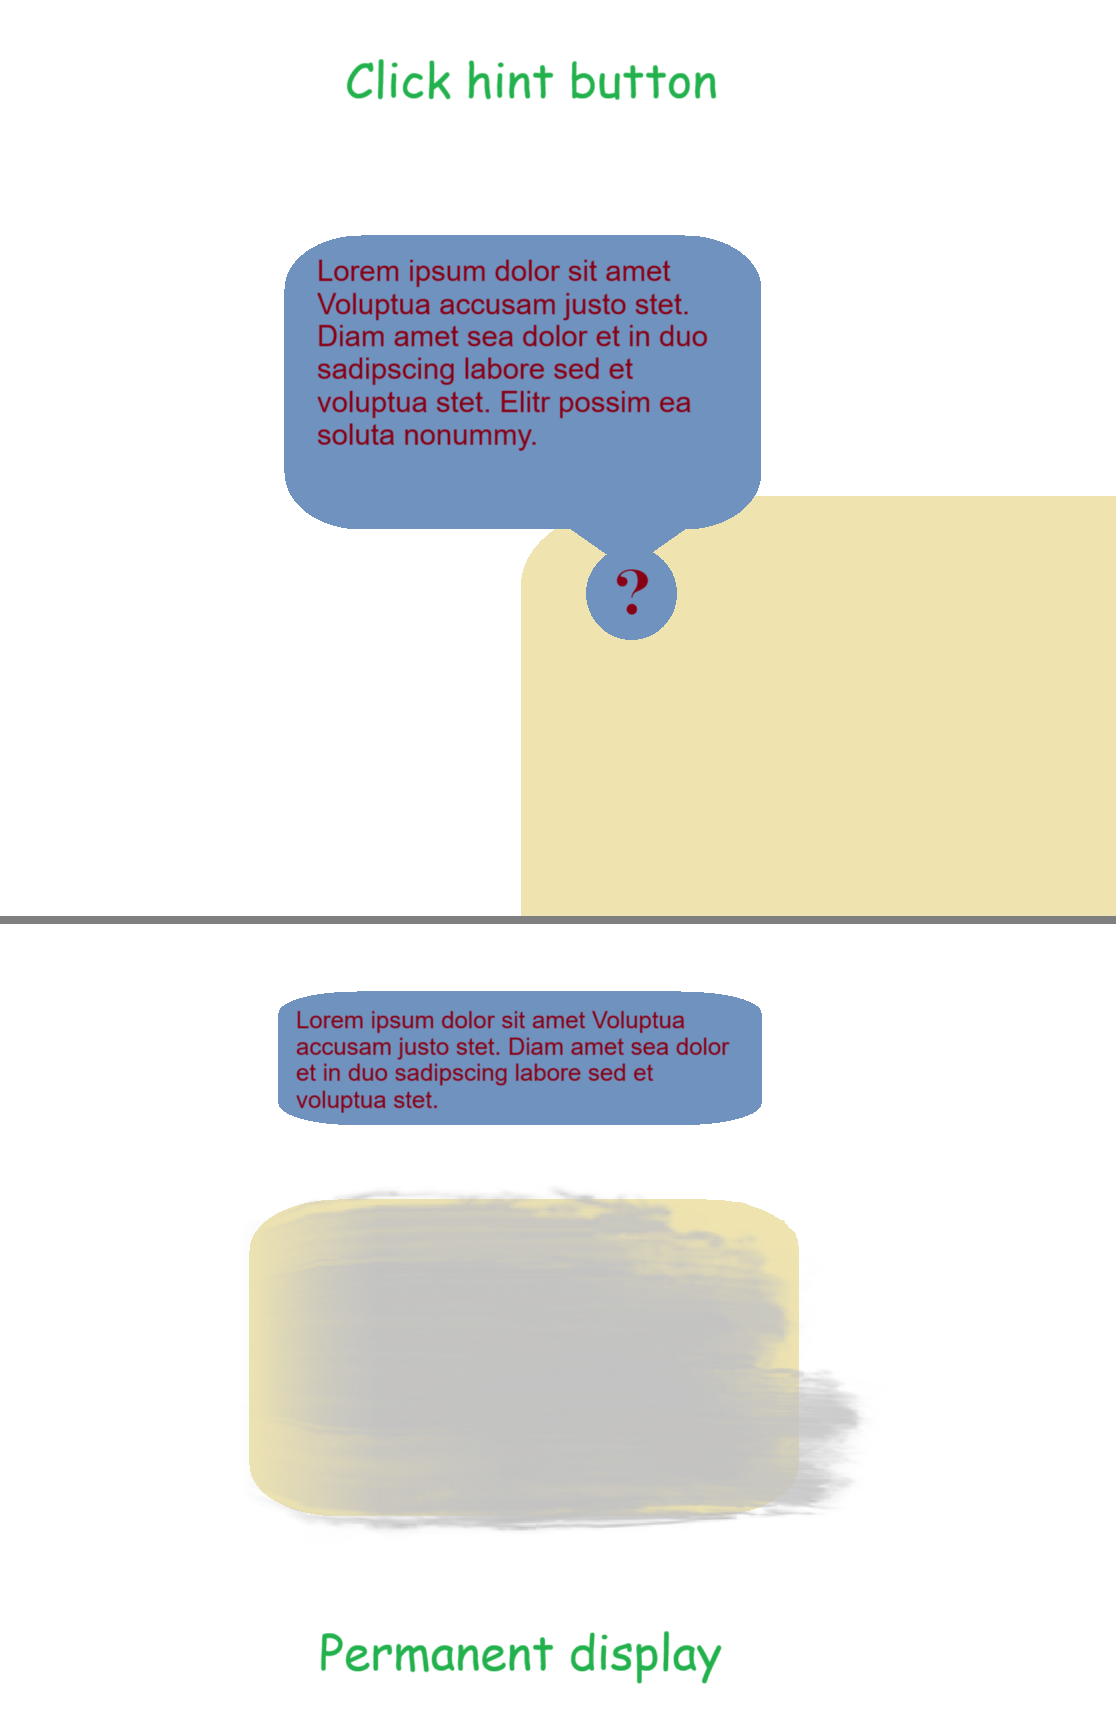 Click hint button
Lorem ipsum dolor sit amet
Voluptua accusam justo stet.
Diam amet sea dolor et in duo
sadipscing labore sed et
voluptua stet. Elitr possim ea
soluta nonummy.
?
Lorem ipsum dolor sit amet Voluptua
accusam justo stet. Diam amet sea dolor
et in duo sadipscing labore sed et
voluptua stet.
Permanent display